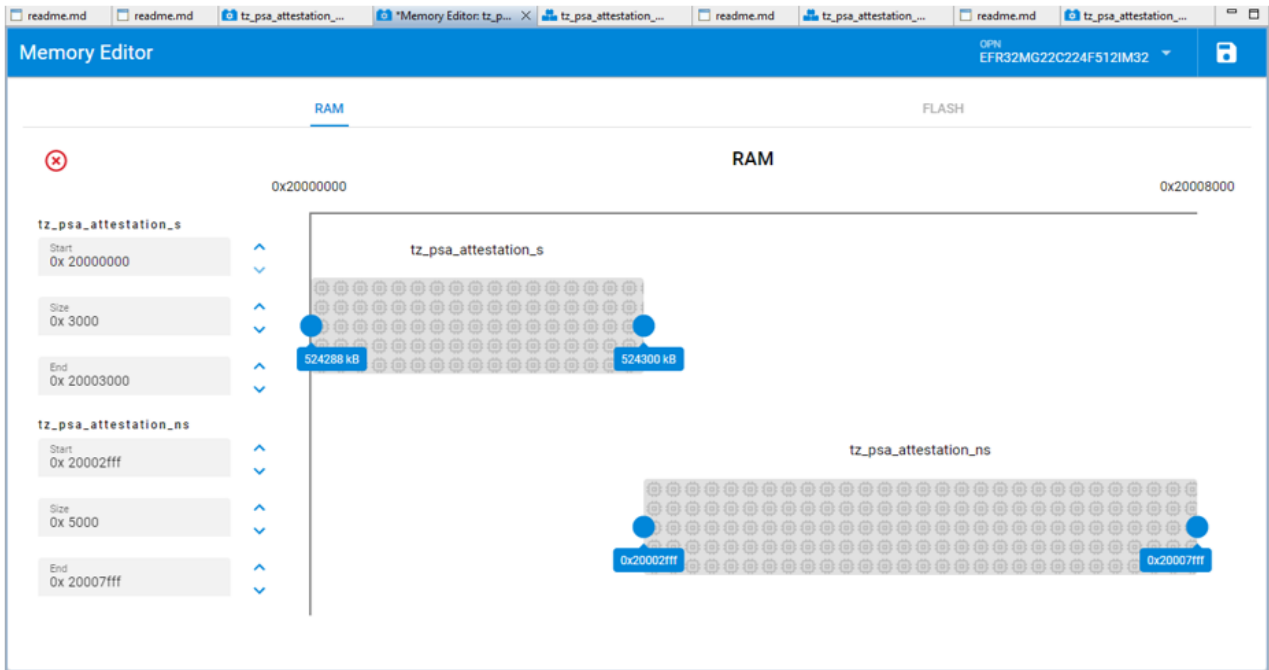 readme.md
readme.md
tz_psa_attestation_...
*Memory Editor: tz_p...
tz_psa_attestation_...
readme.md
tz_psa_attestation_...
readme.md
tz_psa_attestation_...
Memory Editor
OPN
EFR32MG22C224F512IM32
RAM
FLASH
RAM
0x20000000
0x20008000
tz_psa_attestation_s
Start
0x 20000000
Size
0x 3000
End
0x 20003000
tz_psa_attestation_s
524288 kB
524300 kB
tz_psa_attestation_ns
Start
0x 20002fff
Size
0x 5000
End
0x 20007fff
tz_psa_attestation_ns
0x20002fff
0x20007fff